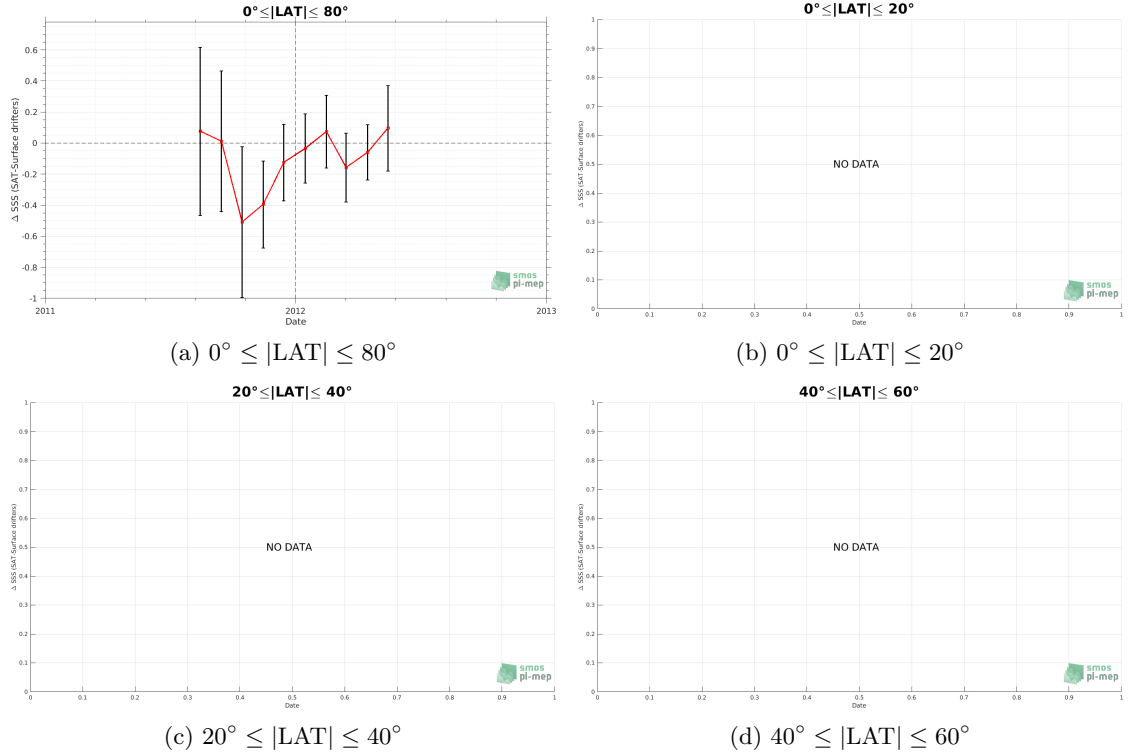 0°≤|LAT|≤ 80°
Δ SSS (SAT-Surface drifters)
0.6
0.4
0.2
0
-0.2
-0.4
-0.6
-0.8
-1
2011
2012
2013
Date
smos
pi-mep
(a) 0° ≤ |LAT| ≤ 80°
0°≤|LAT|≤ 20°
Δ SSS (SAT-Surface drifters)
1
0.9
0.8
0.7
0.6
0.5
0.4
0.3
0.2
0.1
0
NO DATA
0 0.1 0.2 0.3 0.4 0.5 0.6 0.7 0.8 0.9 1
Date
smos
pi-mep
(b) 0° ≤ |LAT| ≤ 20°
20°≤|LAT|≤ 40°
Δ SSS (SAT-Surface drifters)
1
0.9
0.8
0.7
0.6
0.5
0.4
0.3
0.2
0.1
0
NO DATA
0 0.1 0.2 0.3 0.4 0.5 0.6 0.7 0.8 0.9 1
Date
smos
pi-mep
(c) 20° ≤ |LAT| ≤ 40°
40°≤|LAT|≤ 60°
Δ SSS (SAT-Surface drifters)
1
0.9
0.8
0.7
0.6
0.5
0.4
0.3
0.2
0.1
0
NO DATA
0 0.1 0.2 0.3 0.4 0.5 0.6 0.7 0.8 0.9 1
Date
smos
pi-mep
(d) 40° ≤ |LAT| ≤ 60°